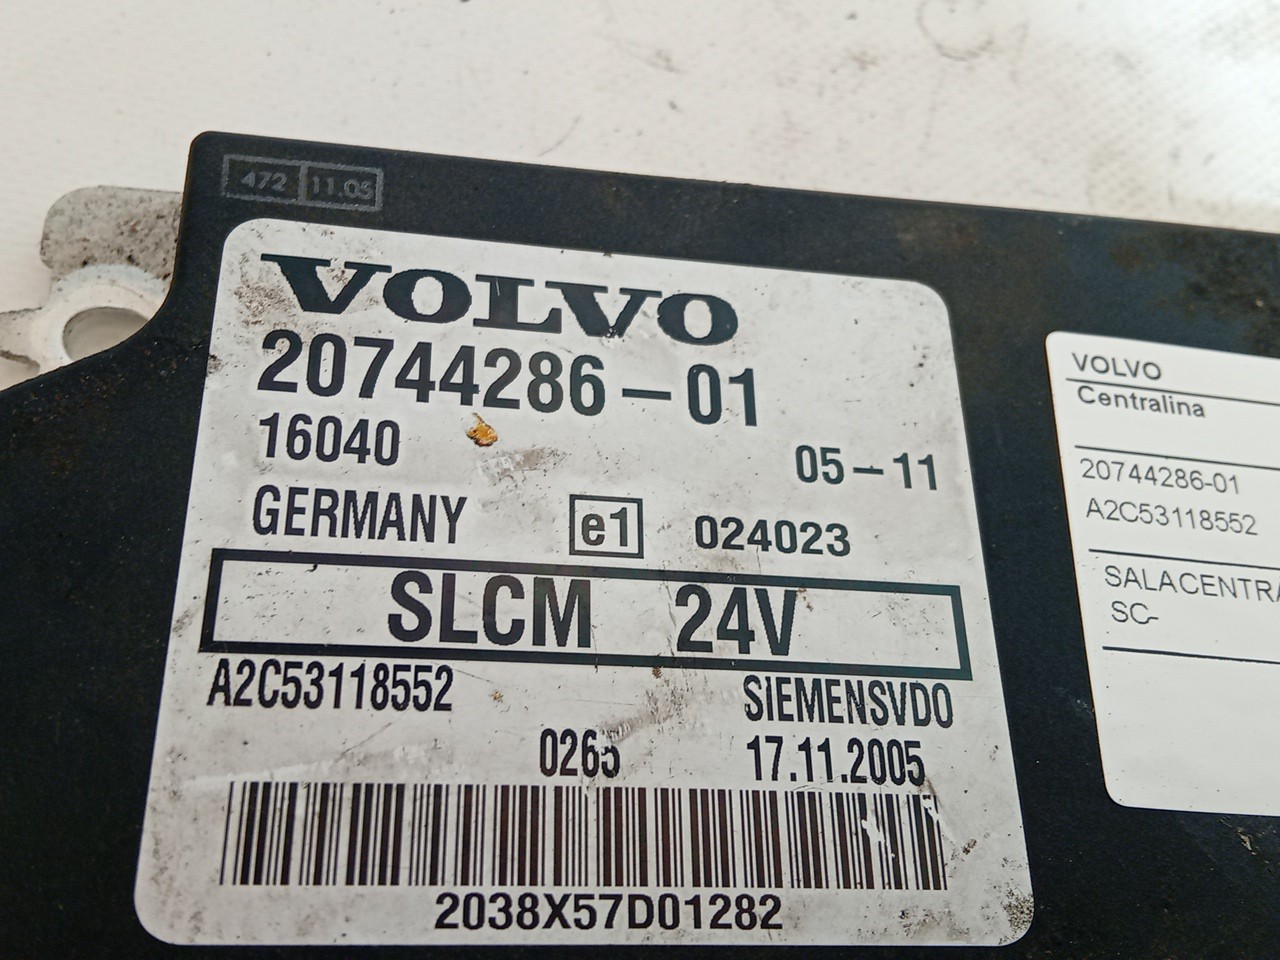 472 11.05
VOLVO
20744286-01
16040
05-11
GERMANY e1 024023
SLCM 24V
A2C53118552
SIEMENSVDO
17.11.2005
2038X57D01282
VOLVO
Centralina
20744286-01
A2C53118552
SALACENTRA
SC-